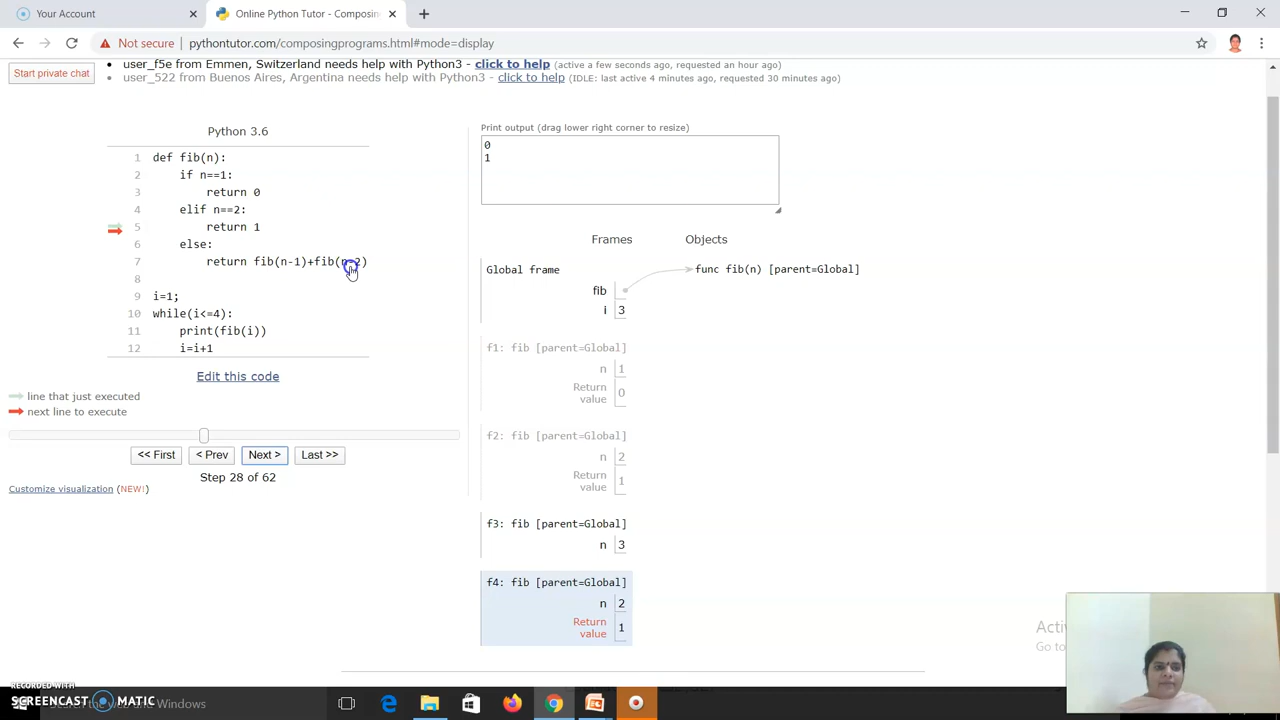 Your Account
Online Python Tutor - Composin
Not secure | pythontutor.com/composingprograms.html#mode=display
Start private chat
• user_f5e from Emmen, Switzerland needs help with Python3 - click to help (active a few seconds ago, requested an hour ago)
• user_522 from Buenos Aires, Argentina needs help with Python3 - click to help (IDLE: last active 4 minutes ago, requested 30 minutes ago)
Python 3.6
1 def fib(n):
2 if n==1:
3 return 0
4 elif n==2:
5 return 1
6 else:
7 return fib(n-1)+fib(n-2)
8
9 i=1;
10 while(i<=4):
11 print(fib(i))
12 i=i+1
Edit this code
line that just executed
next line to execute
<< First
< Prev
Next >
Last >>
Step 28 of 62
Customize visualization (NEW!)
Print output (drag lower right corner to resize)
0
1
Frames
Objects
Global frame
fib
i 3
func fib(n) [parent=Global]
f1: fib [parent=Global]
n 1
Return value 0
f2: fib [parent=Global]
n 2
Return value 1
f3: fib [parent=Global]
n 3
f4: fib [parent=Global]
n 2
Return value 1
Acti
Go to
RECORDED WITH
SCREENCAST MATIC
the web and Windows